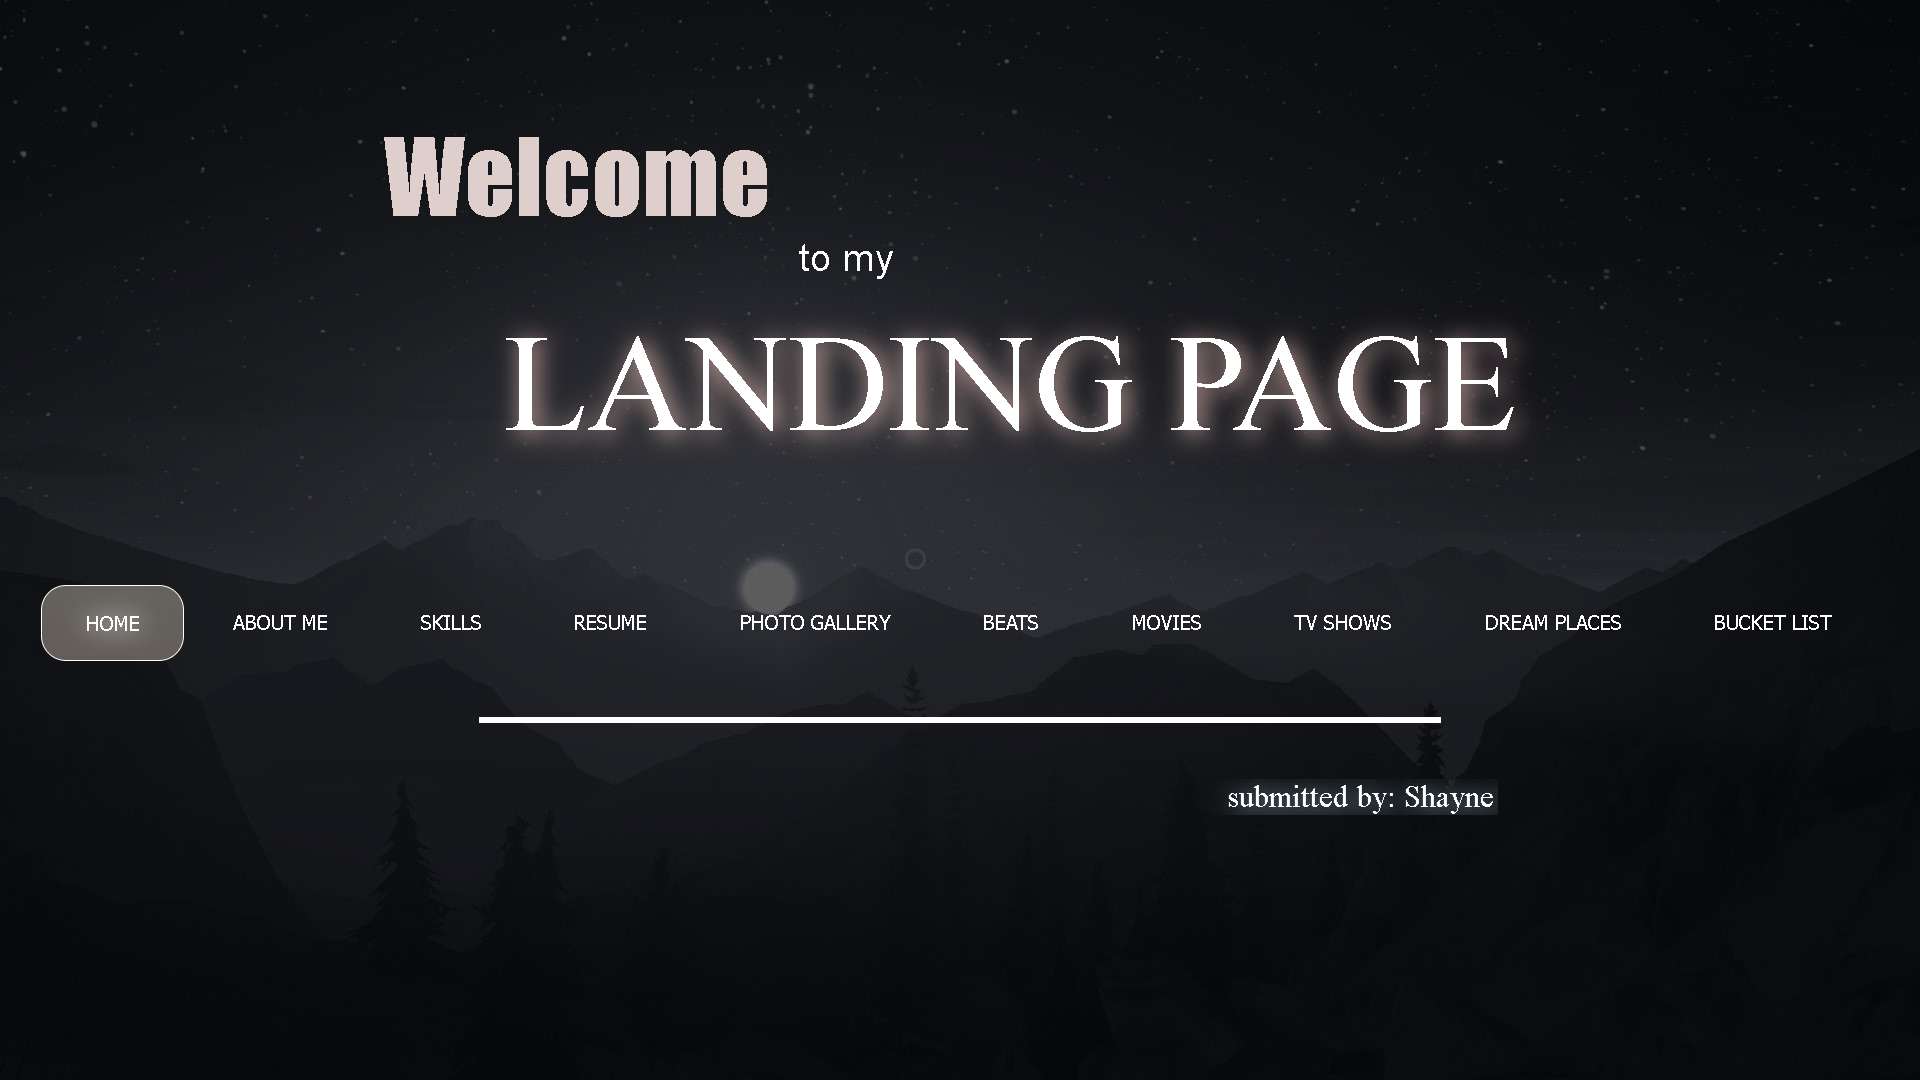 Welcome
to my
LANDING PAGE
HOME ABOUT ME SKILLS RESUME PHOTO GALLERY BEATS MOVIES TV SHOWS DREAM PLACES BUCKET LIST
submitted by: Shayne